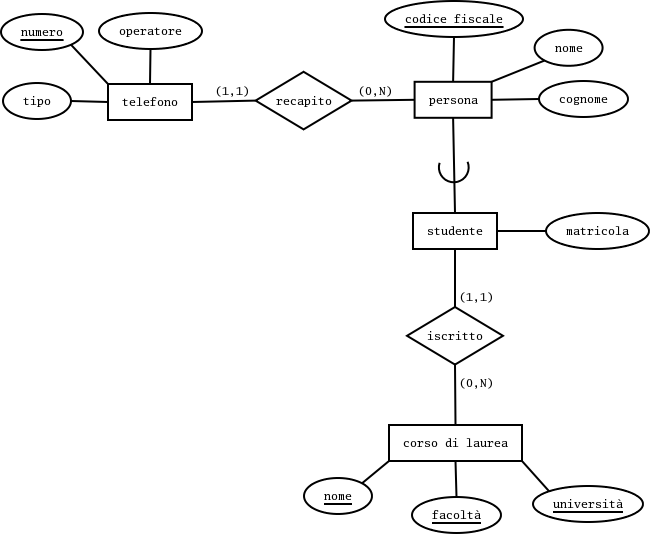 codice fiscale
numero
operatore
nome
tipo
telefono
(1,1)
recapito
(0,N)
persona
cognome
studente
matricola
(1,1)
iscritto
(0,N)
corso di laurea
nome
facoltà
università